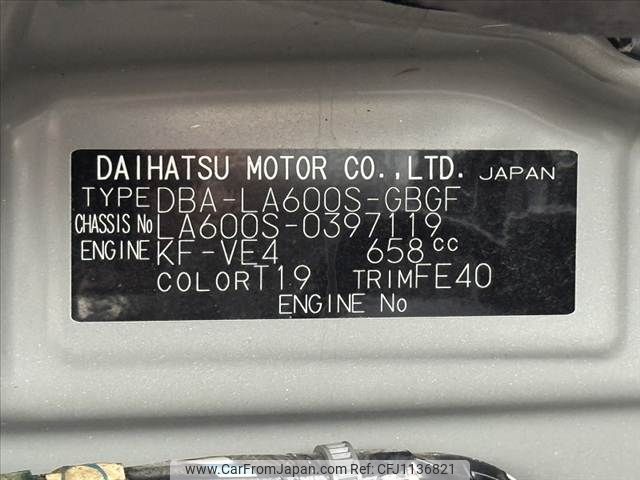 DAIHATSU MOTOR CO.,LTD. JAPAN
TYPE DBA-LA600S-GBGF
CHASSIS No LA600S-0397119
ENGINE KF-VE4 658cc
COLOR T19 TRIM FE40
ENGINE No
www.CarFromJapan.com Ref:CFJ1136821